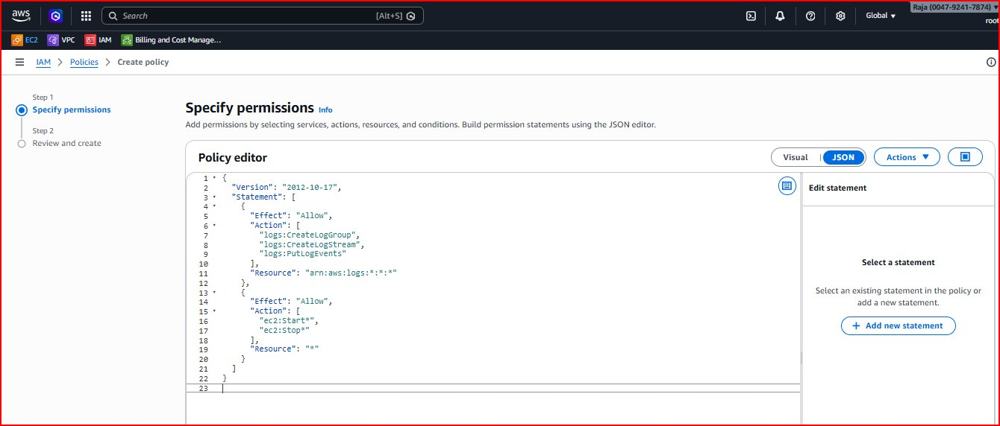 aws
Search [Alt+S]
Global
Raja (0047-9241-7874)
root
EC2 VPC IAM Billing and Cost Manage...
IAM > Policies > Create policy
Step 1
Specify permissions
Step 2
Review and create
Specify permissions Info
Add permissions by selecting services, actions, resources, and conditions. Build permission statements using the JSON editor.
Policy editor
Visual JSON Actions
1 {
2 "Version": "2012-10-17",
3 "Statement": [
4 {
5 "Effect": "Allow",
6 "Action": [
7 "logs:CreateLogGroup",
8 "logs:CreateLogStream",
9 "logs:PutLogEvents"
10 ],
11 "Resource": "arn:aws:logs:*:*:*"
12 },
13 {
14 "Effect": "Allow",
15 "Action": [
16 "ec2:Start*",
17 "ec2:Stop*"
18 ],
19 "Resource": "*"
20 }
21 ]
22 }
23
Edit statement
Select a statement
Select an existing statement in the policy or
add a new statement.
+ Add new statement